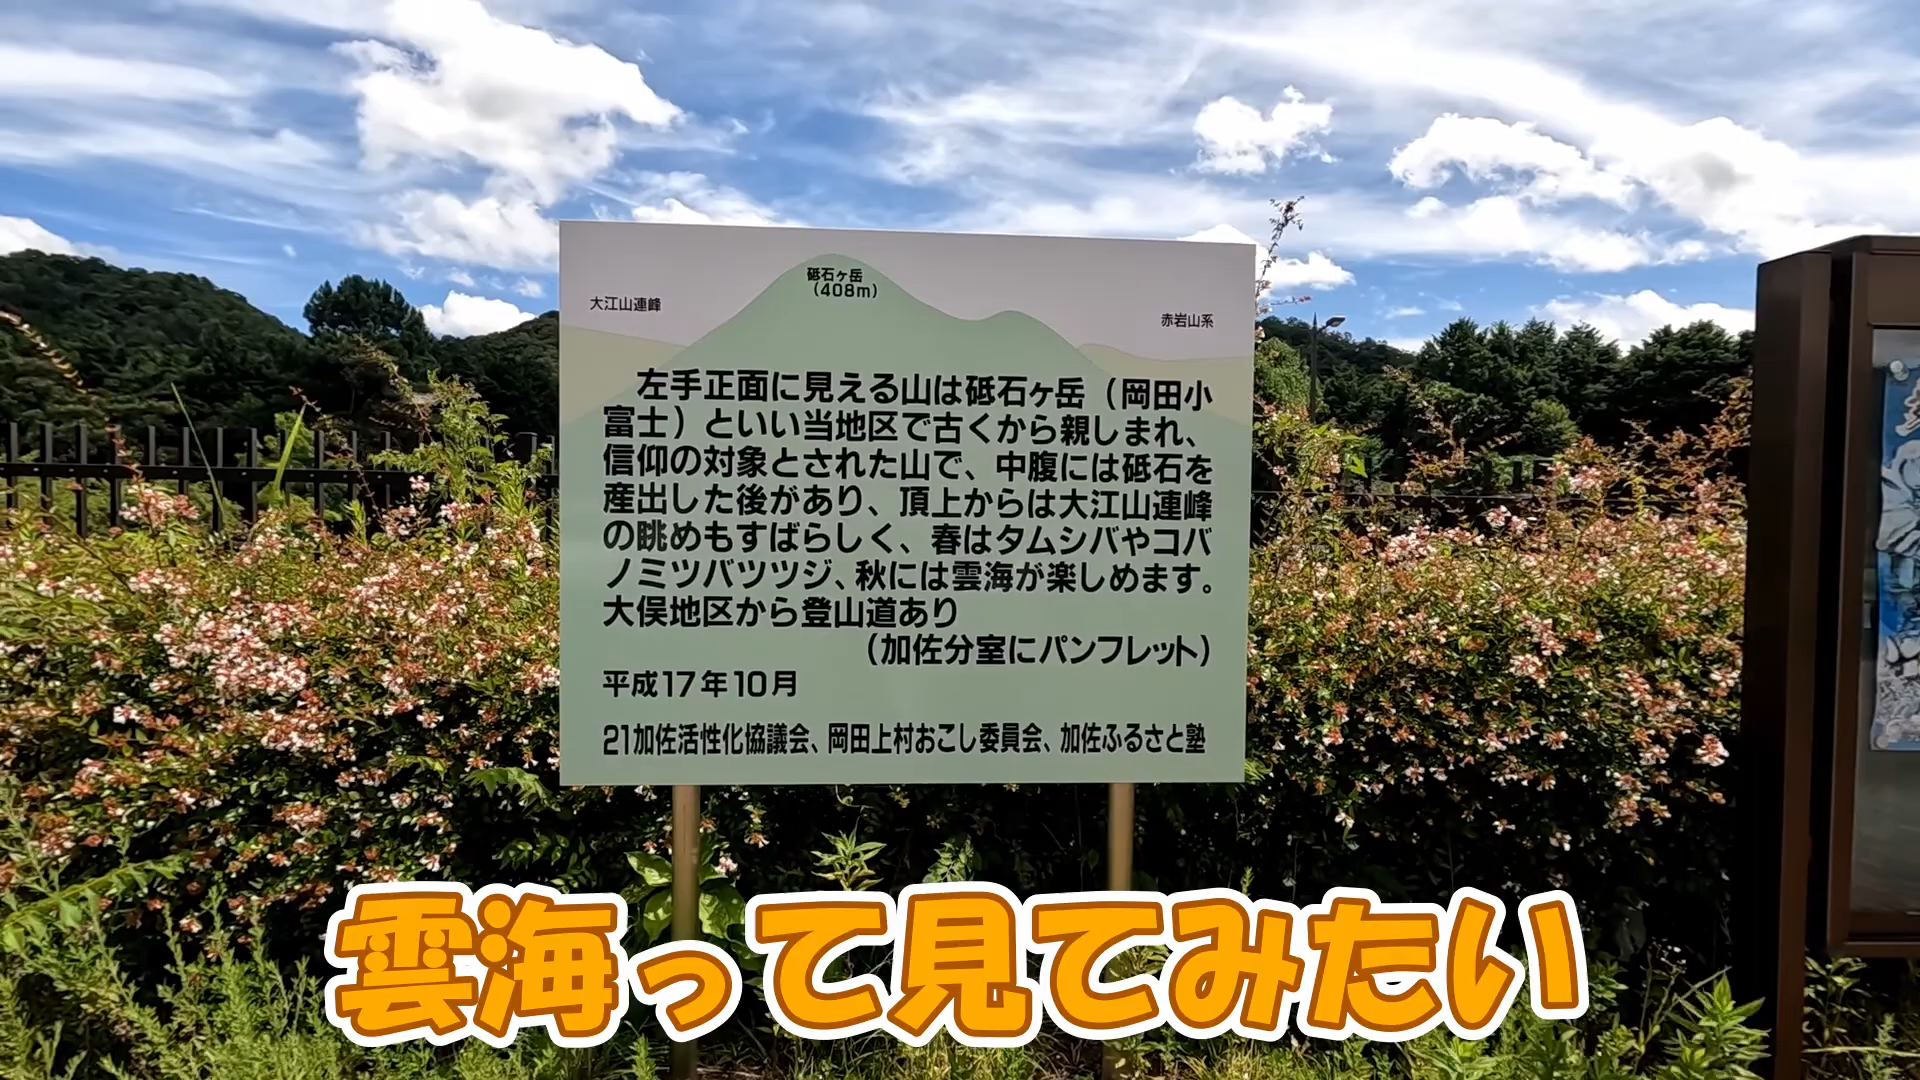 砥石ヶ岳
(408m)
大江山連峰
赤岩山系
左手正面に見える山は砥石ヶ岳（岡田小
富士）といい当地区で古くから親しまれ、
信仰の対象とされた山で、中腹には砥石を
産出した後があり、頂上からは大江山連峰
の眺めもすばらしく、春はタムシバやコバ
ノミツバツツジ、秋には雲海が楽しめます。
大俣地区から登山道あり
（加佐分室にパンフレット）
平成17年10月
21加佐活性化協議会、岡田上村おこし委員会、加佐ふるさと塾
雲海って見てみたい